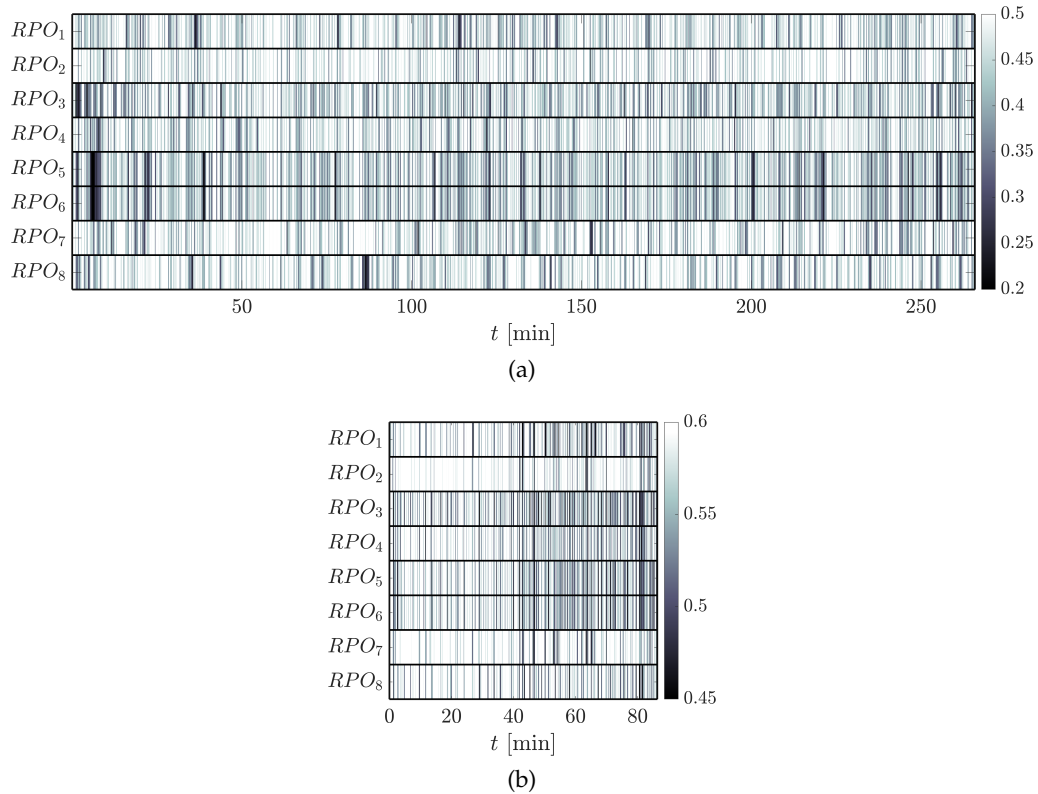 RPO₁
RPO₂
RPO₃
RPO₄
RPO₅
RPO₆
RPO₇
RPO₈
0.5
0.45
0.4
0.35
0.3
0.25
0.2
50 100 150 200 250
t [min]
(a)
RPO₁
RPO₂
RPO₃
RPO₄
RPO₅
RPO₆
RPO₇
RPO₈
0.6
0.55
0.5
0.45
0 20 40 60 80
t [min]
(b)